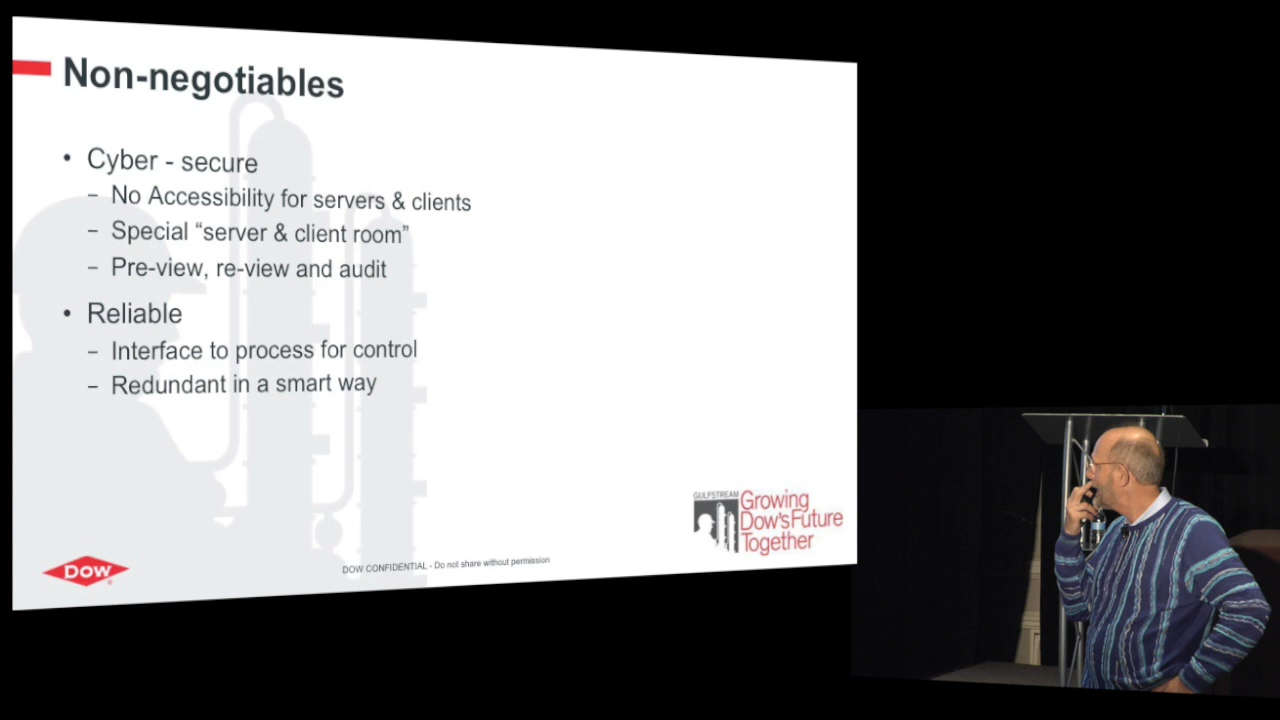 Non-negotiables
• Cyber - secure
– No Accessibility for servers & clients
– Special “server & client room”
– Pre-view, re-view and audit
• Reliable
– Interface to process for control
– Redundant in a smart way
GULFSTREAM
Growing
Dow's Future
Together
DOW
DOW CONFIDENTIAL - Do not share without permission